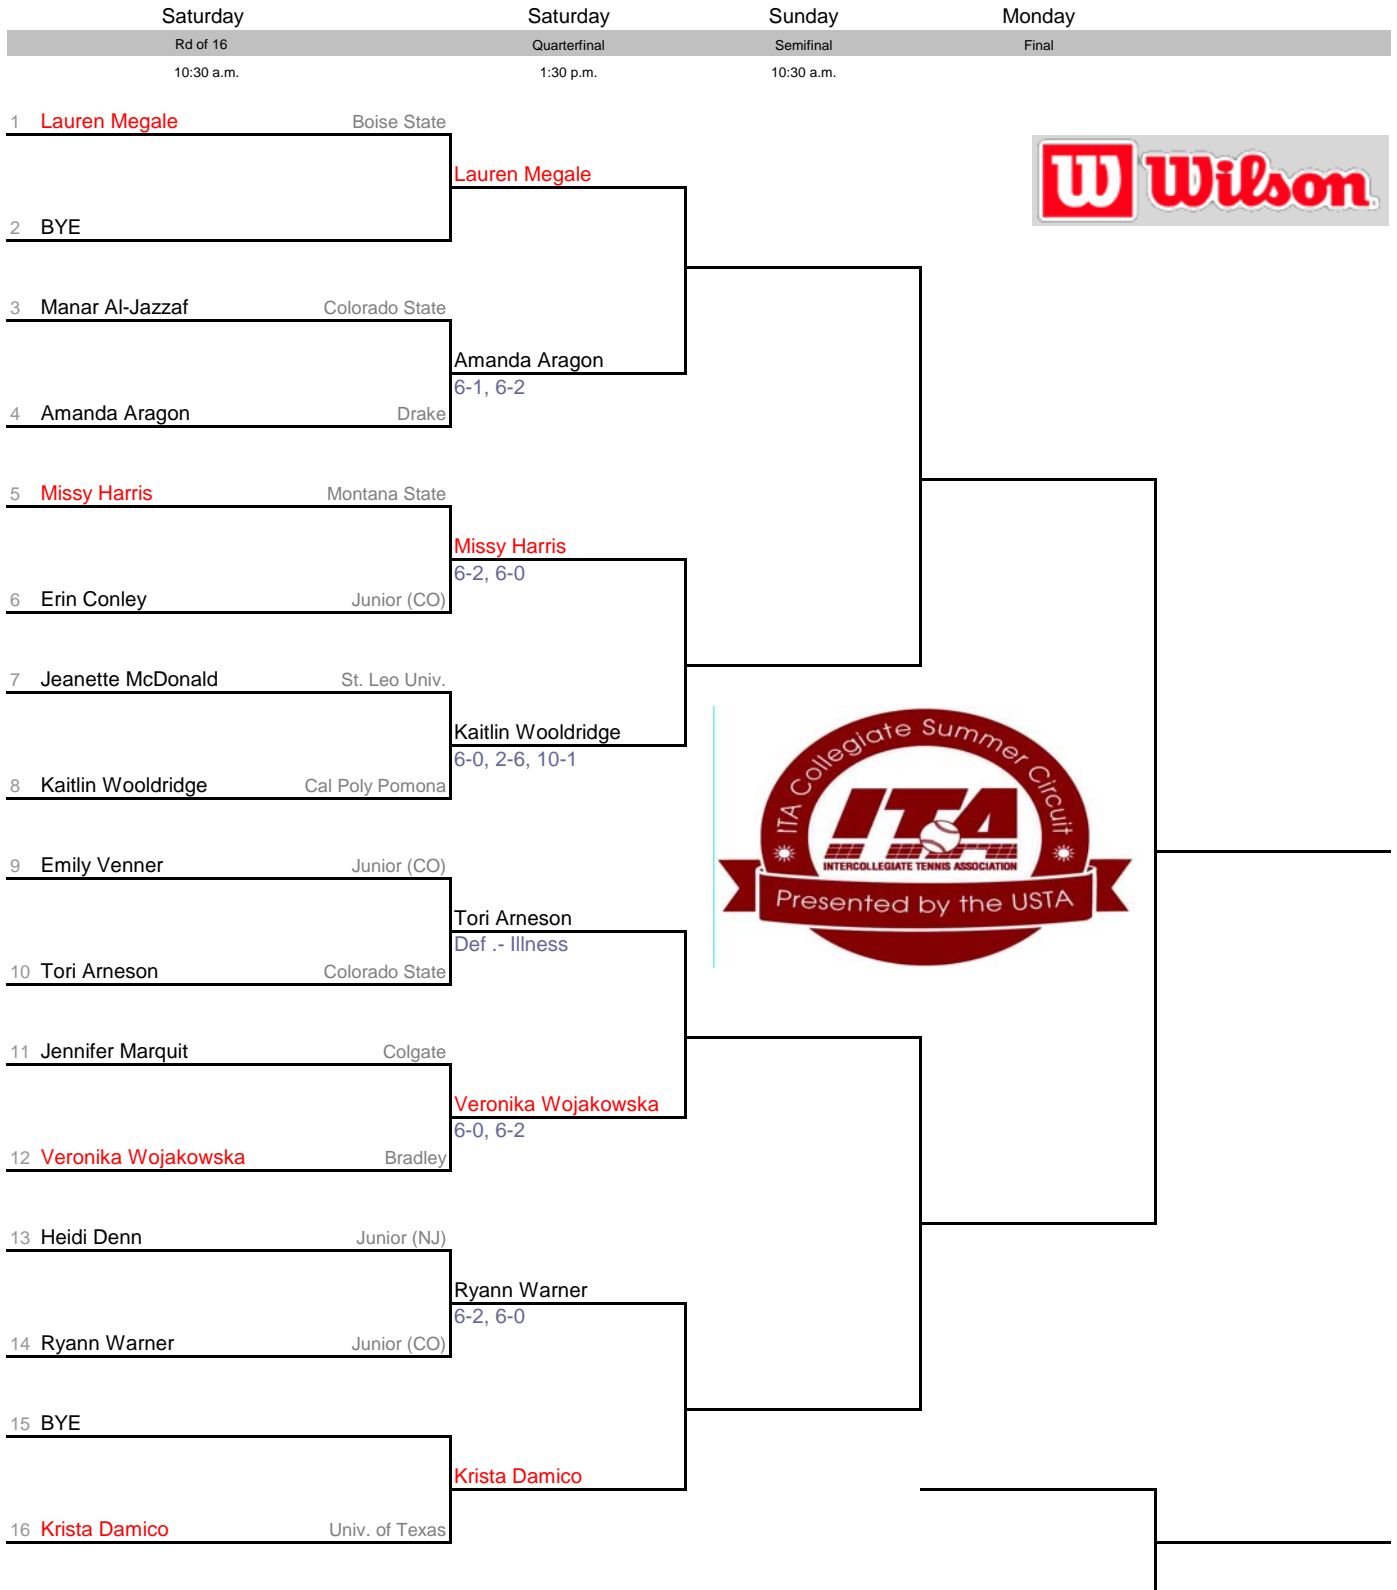 Saturday Saturday Sunday Monday
Rd of 16 Quarterfinal Semifinal Final
10:30 a.m. 1:30 p.m. 10:30 a.m.
1 Lauren Megale Boise State
Lauren Megale
2 BYE
W Wilson
3 Manar Al-Jazzaf Colorado State
Amanda Aragon
6-1, 6-2
4 Amanda Aragon Drake
5 Missy Harris Montana State
Missy Harris
6-2, 6-0
6 Erin Conley Junior (CO)
7 Jeanette McDonald St. Leo Univ.
Kaitlin Wooldridge
6-0, 2-6, 10-1
8 Kaitlin Wooldridge Cal Poly Pomona
ITA Collegiate Summer Circuit
ITA
INTERCOLLEGIATE TENNIS ASSOCIATION
Presented by the USTA
9 Emily Venner Junior (CO)
Tori Arneson
Def .- Illness
10 Tori Arneson Colorado State
11 Jennifer Marquit Colgate
Veronika Wojakowska
6-0, 6-2
12 Veronika Wojakowska Bradley
13 Heidi Denn Junior (NJ)
Ryann Warner
6-2, 6-0
14 Ryann Warner Junior (CO)
15 BYE
Krista Damico
16 Krista Damico Univ. of Texas